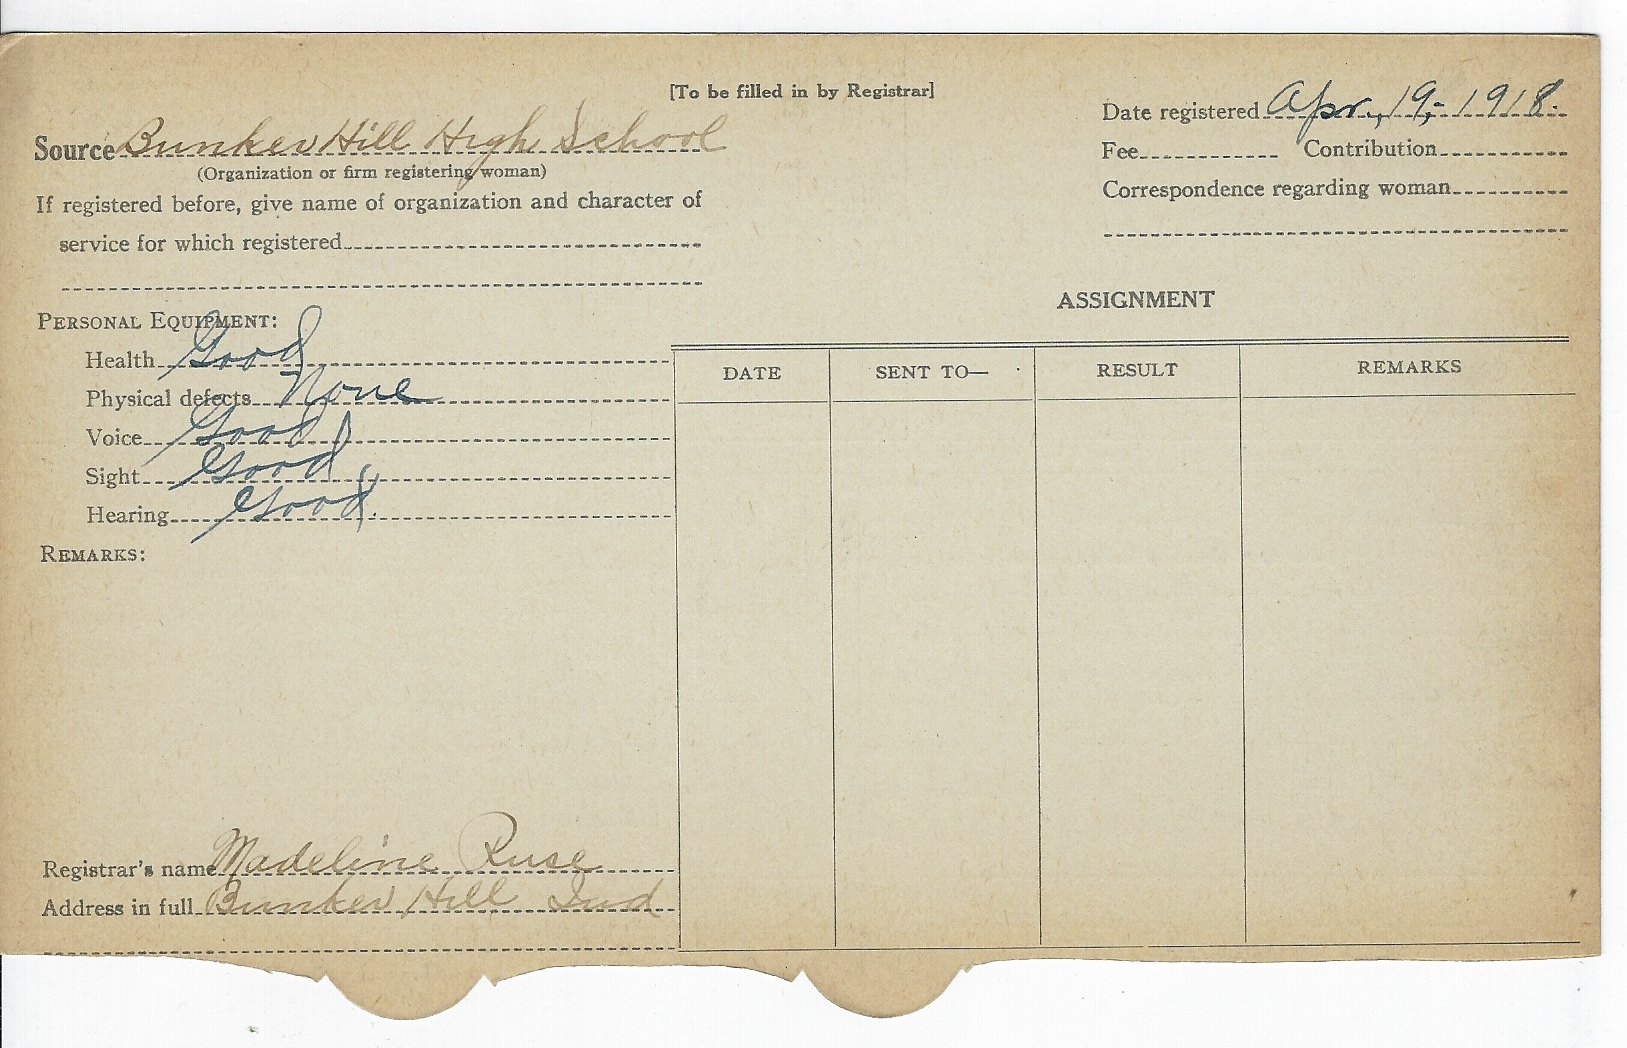 [To be filled in by Registrar]
Source Bunker Hill High School
(Organization or firm registering woman)
If registered before, give name of organization and character of
service for which registered
Date registered Apr., 19, 1918.
Fee Contribution
Correspondence regarding woman
PERSONAL EQUIPMENT:
Health Good
Physical defects None
Voice Good
Sight Good
Hearing Good.
REMARKS:
Registrar's name Madeline Ruse
Address in full Bunker Hill Ind
ASSIGNMENT
DATE SENT TO— RESULT REMARKS